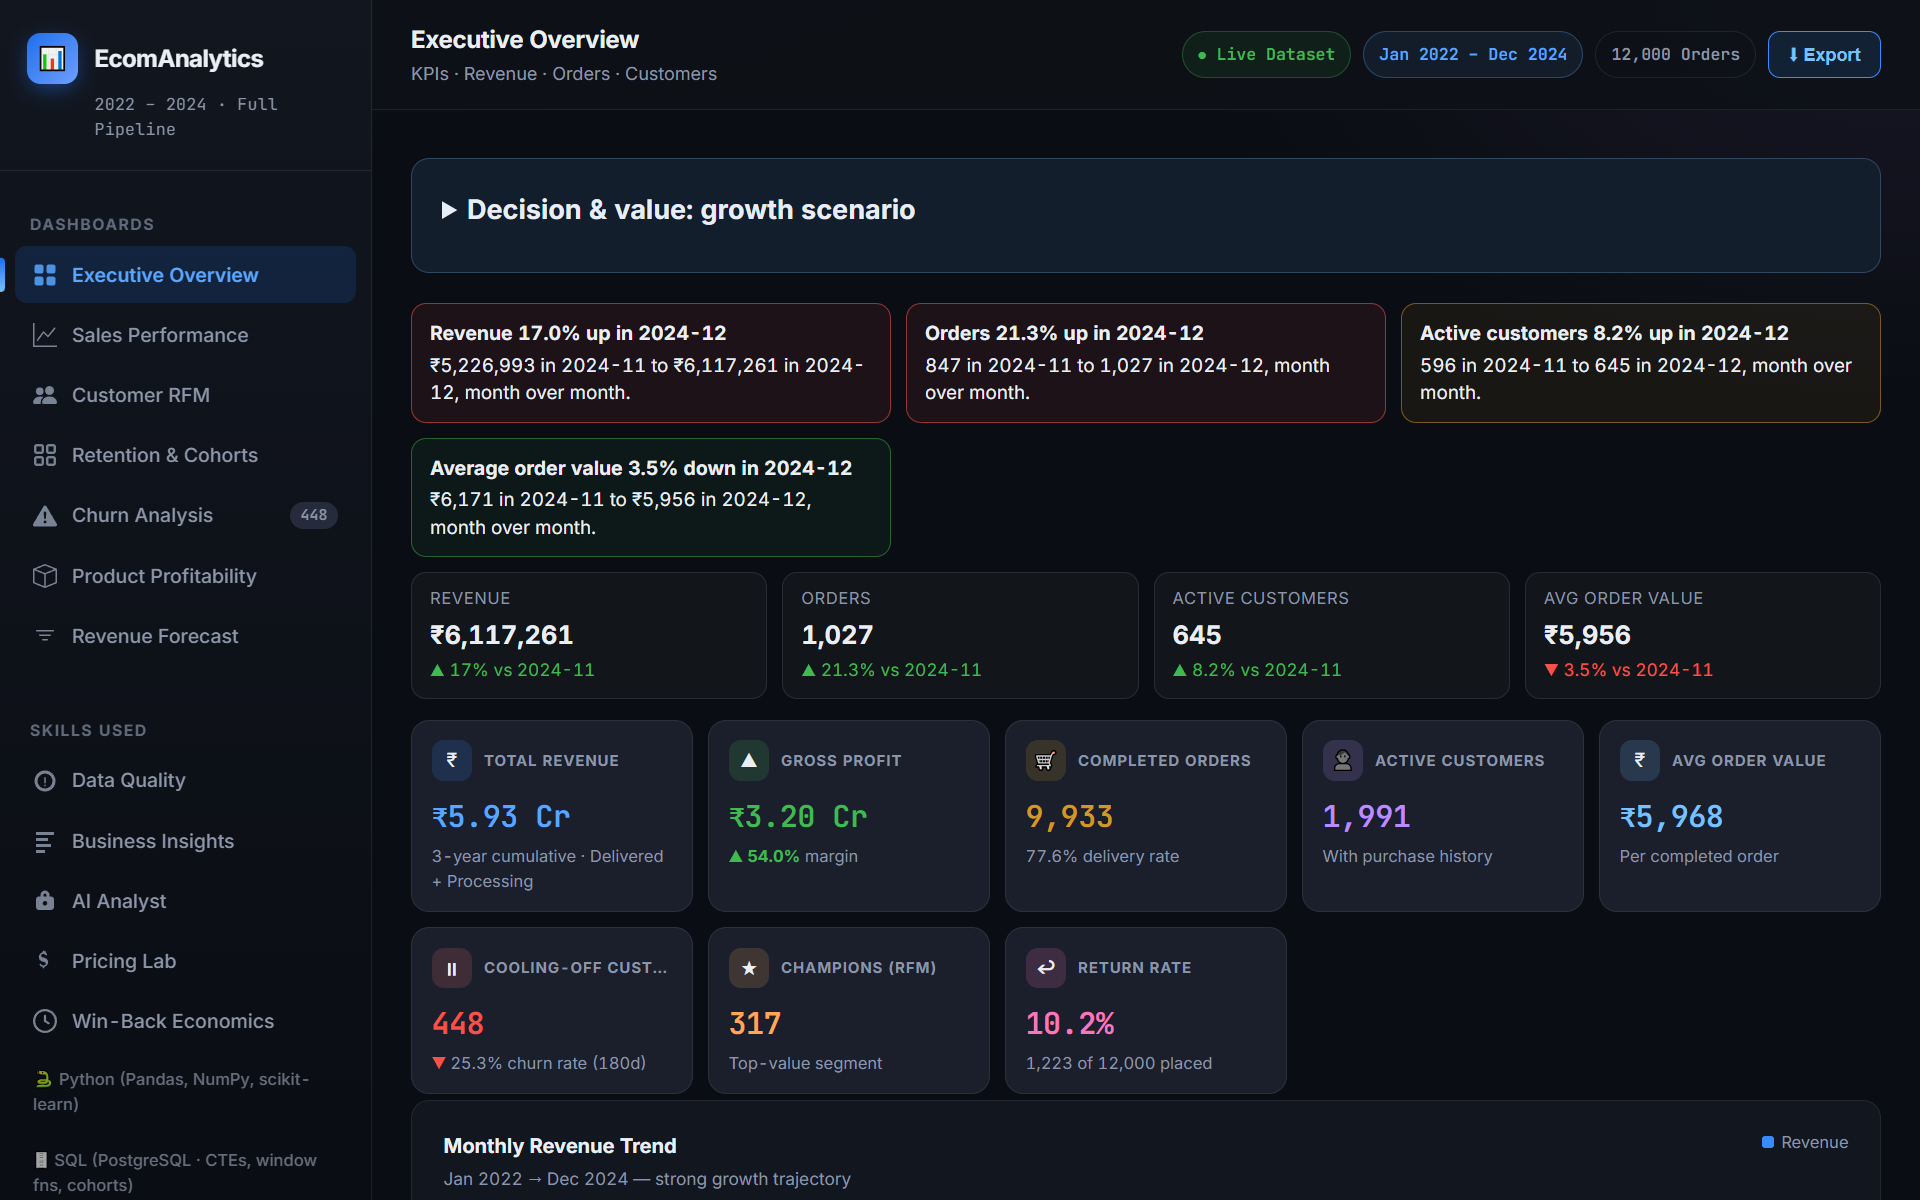 EcomAnalytics
2022 – 2024 · Full
Pipeline
DASHBOARDS
Executive Overview
Sales Performance
Customer RFM
Retention & Cohorts
Churn Analysis 448
Product Profitability
Revenue Forecast
SKILLS USED
Data Quality
Business Insights
AI Analyst
Pricing Lab
Win-Back Economics
Python (Pandas, NumPy, scikit-
learn)
SQL (PostgreSQL · CTEs, window
fns, cohorts)
Executive Overview
KPIs · Revenue · Orders · Customers
● Live Dataset
Jan 2022 – Dec 2024
12,000 Orders
⬇ Export
▶ Decision & value: growth scenario
Revenue 17.0% up in 2024-12
₹5,226,993 in 2024-11 to ₹6,117,261 in 2024-
12, month over month.
Orders 21.3% up in 2024-12
847 in 2024-11 to 1,027 in 2024-12, month
over month.
Active customers 8.2% up in 2024-12
596 in 2024-11 to 645 in 2024-12, month over
month.
Average order value 3.5% down in 2024-12
₹6,171 in 2024-11 to ₹5,956 in 2024-12,
month over month.
REVENUE
₹6,117,261
▲ 17% vs 2024-11
ORDERS
1,027
▲ 21.3% vs 2024-11
ACTIVE CUSTOMERS
645
▲ 8.2% vs 2024-11
AVG ORDER VALUE
₹5,956
▼ 3.5% vs 2024-11
₹ TOTAL REVENUE
₹5.93 Cr
3-year cumulative · Delivered
+ Processing
▲ GROSS PROFIT
₹3.20 Cr
▲ 54.0% margin
COMPLETED ORDERS
9,933
77.6% delivery rate
ACTIVE CUSTOMERS
1,991
With purchase history
₹ AVG ORDER VALUE
₹5,968
Per completed order
COOLING-OFF CUST...
448
▼ 25.3% churn rate (180d)
★ CHAMPIONS (RFM)
317
Top-value segment
↩ RETURN RATE
10.2%
1,223 of 12,000 placed
Monthly Revenue Trend
Jan 2022 → Dec 2024 — strong growth trajectory
Revenue